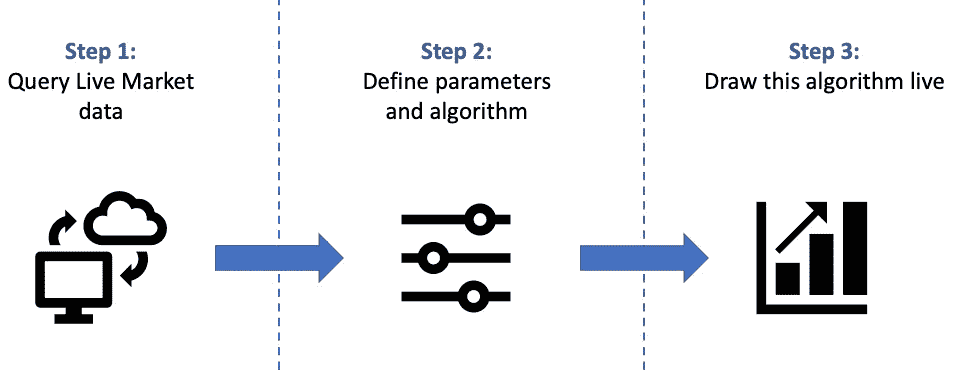 Step 1:
Query Live Market
data
Step 2:
Define parameters
and algorithm
Step 3:
Draw this algorithm live